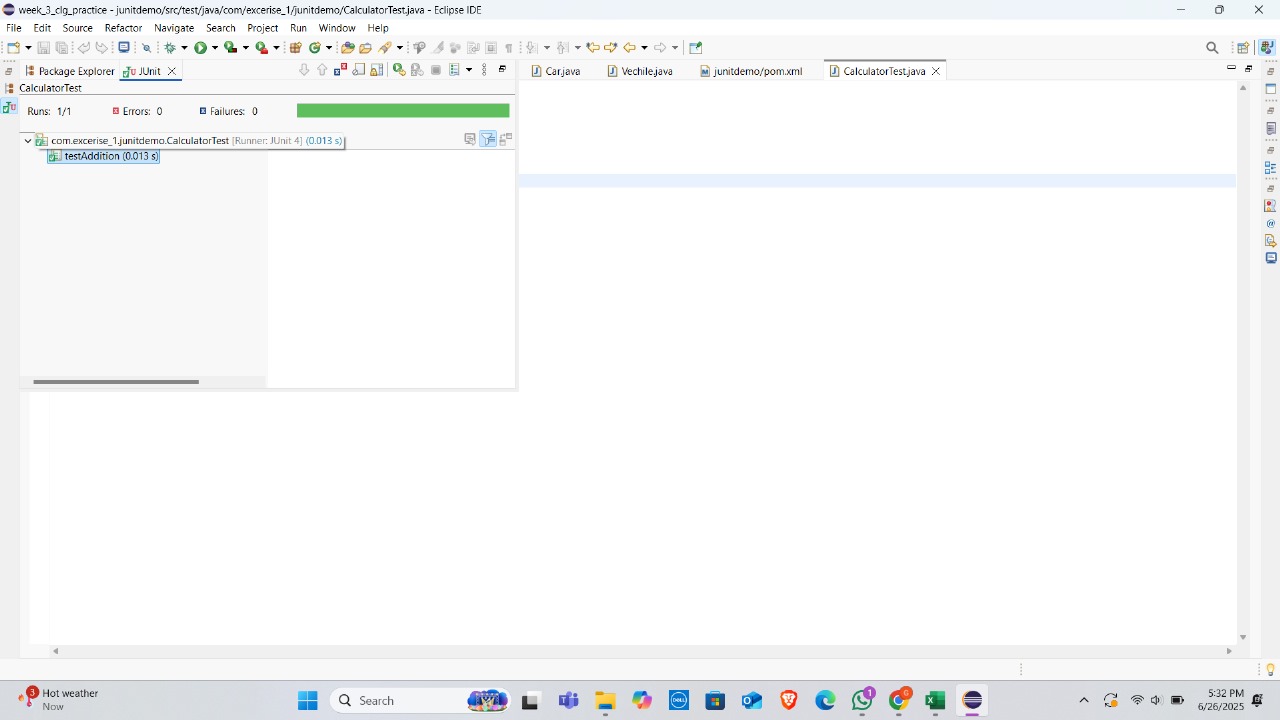 week_3_clg_practice - junitdemo/src/test/java/com/excerise_1/junitdemo/CalculatorTest.java - Eclipse IDE
File Edit Source Refactor Navigate Search Project Run Window Help
Package Explorer JUnit
Car.java Vechile.java junitdemo/pom.xml CalculatorTest.java
CalculatorTest
Runs: 1/1 Errors: 0 Failures: 0
com.excerise_1.junitdemo.CalculatorTest [Runner: JUnit 4] (0.013 s)
testAddition (0.013 s)
3 Hot weather
Now
Search
1
G
5:32 PM
6/26/2025